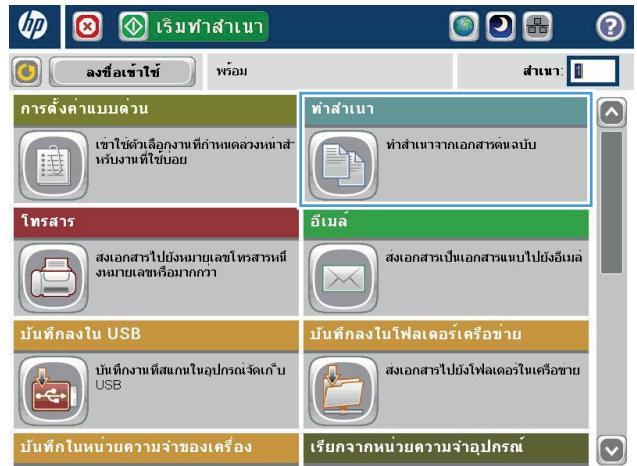 hp
เริ่มทำสำเนา
?
ลงชื่อเข้าใช้
พร้อม
สำเนา: 1
การตั้งค่าแบบด่วน
เข้าใช้ตัวเลือกงานที่กำหนดล่วงหน้าสำ
หรับงานที่ใช้บ่อย
ทำสำเนา
ทำสำเนาจากเอกสารต้นฉบับ
โทรสาร
ส่งเอกสารไปยังหมายเลขโทรสารหนึ่
งหมายเลขหรือมากกว่า
อีเมล์
ส่งเอกสารเป็นเอกสารแนบไปยังอีเมล์
บันทึกลงใน USB
บันทึกงานที่สแกนในอุปกรณ์จัดเก็บ
USB
บันทึกลงในโฟลเดอร์เครือข่าย
ส่งเอกสารไปยังโฟลเดอร์ในเครือข่าย
บันทึกในหน่วยความจำของเครื่อง
เรียกจากหน่วยความจำอุปกรณ์